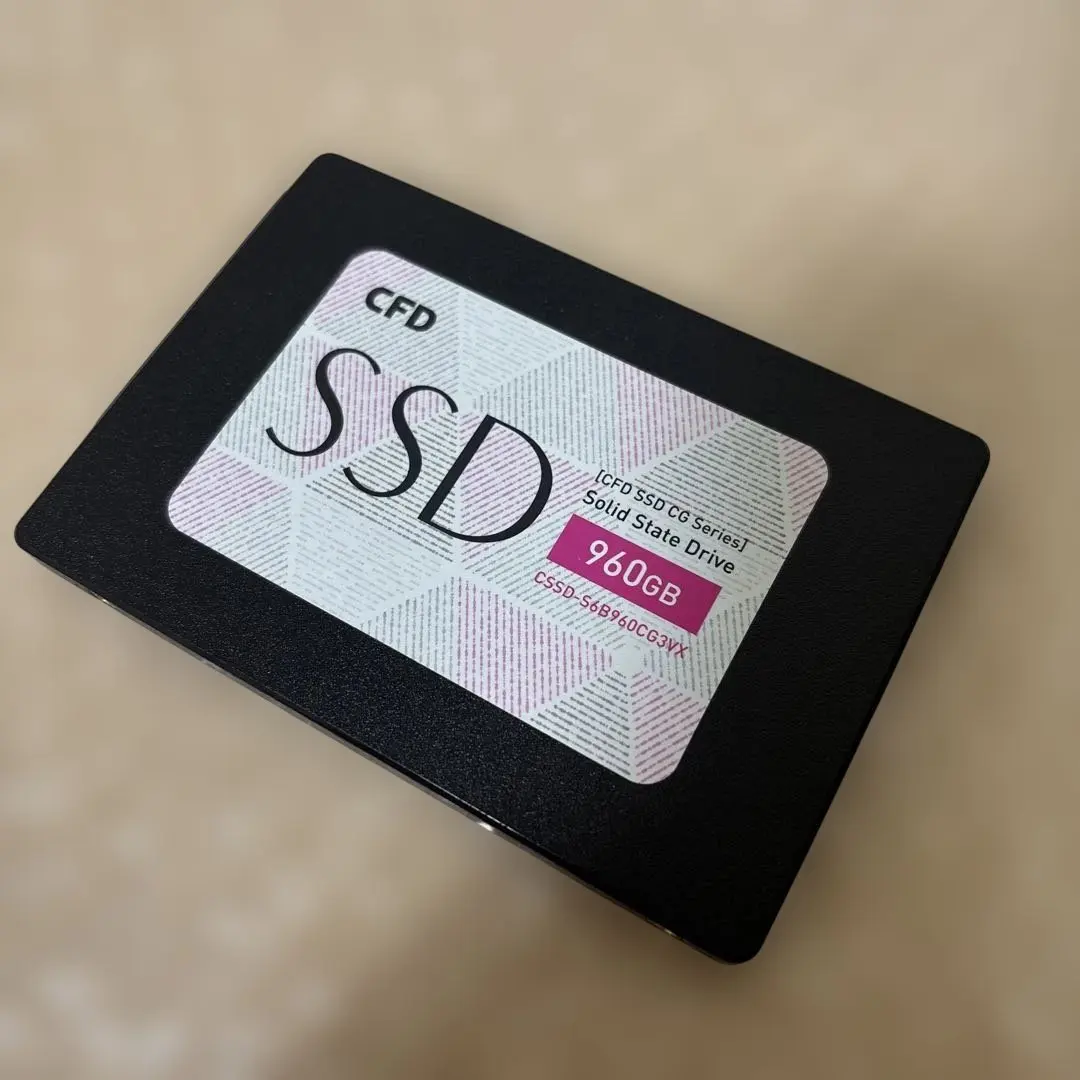 CFD
SSD
[CFD SSD CG Series]
Solid State Drive
960GB
CSSD-S6B960CG3VX